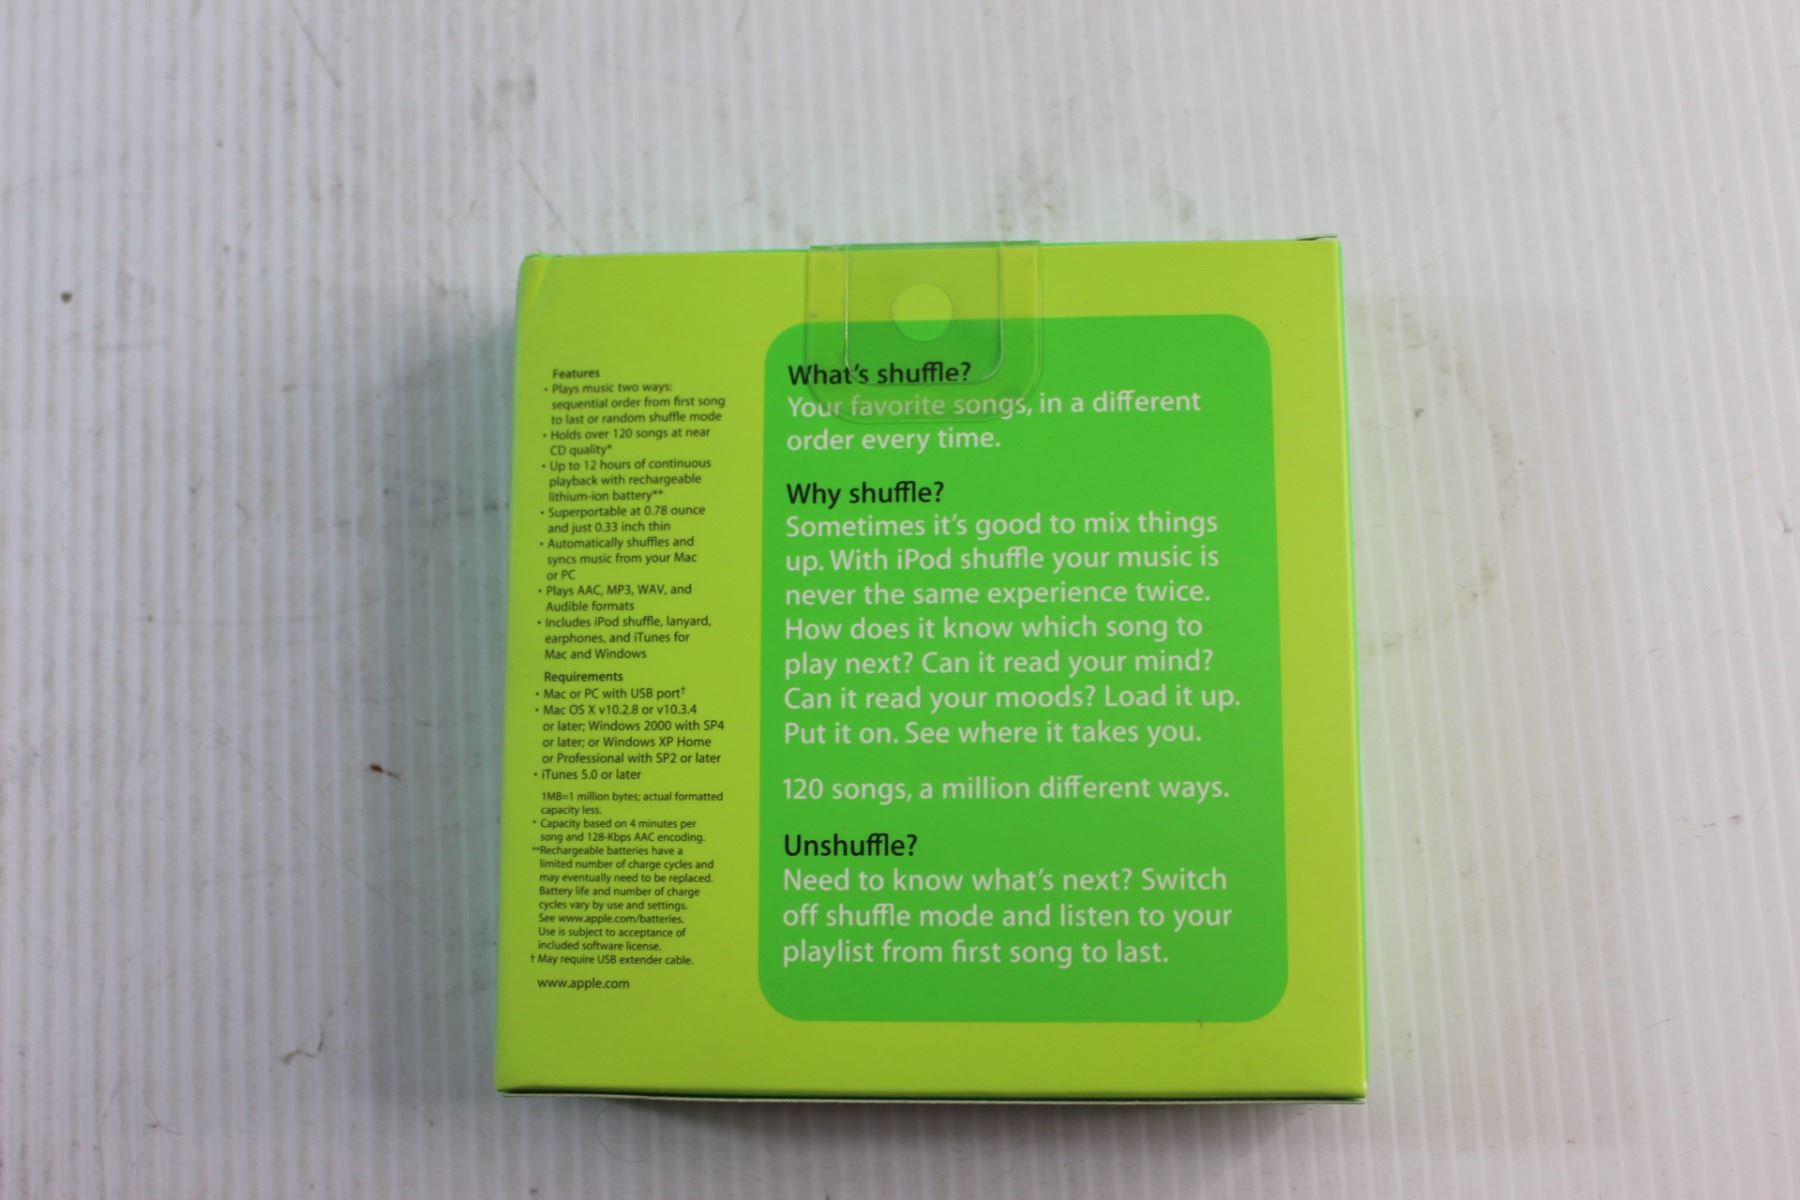 Features
• Plays music two ways:
sequential order from first song
to last or random shuffle mode
• Holds over 120 songs at near
CD quality*
• Up to 12 hours of continuous
playback with rechargeable
lithium-ion battery**
• Superportable at 0.78 ounce
and just 0.33 inch thin
• Automatically shuffles and
syncs music from your Mac
or PC
• Plays AAC, MP3, WAV, and
Audible formats
• Includes iPod shuffle, lanyard,
earphones, and iTunes for
Mac and Windows
Requirements
• Mac or PC with USB port†
• Mac OS X v10.2.8 or v10.3.4
or later; Windows 2000 with SP4
or later; or Windows XP Home
or Professional with SP2 or later
• iTunes 5.0 or later
1MB=1 million bytes; actual formatted
capacity less.
* Capacity based on 4 minutes per
song and 128-Kbps AAC encoding.
**Rechargeable batteries have a
limited number of charge cycles and
may eventually need to be replaced.
Battery life and number of charge
cycles vary by use and settings.
See www.apple.com/batteries.
Use is subject to acceptance of
included software license.
† May require USB extender cable.
www.apple.com
What's shuffle?
Your favorite songs, in a different
order every time.
Why shuffle?
Sometimes it's good to mix things
up. With iPod shuffle your music is
never the same experience twice.
How does it know which song to
play next? Can it read your mind?
Can it read your moods? Load it up.
Put it on. See where it takes you.
120 songs, a million different ways.
Unshuffle?
Need to know what's next? Switch
off shuffle mode and listen to your
playlist from first song to last.